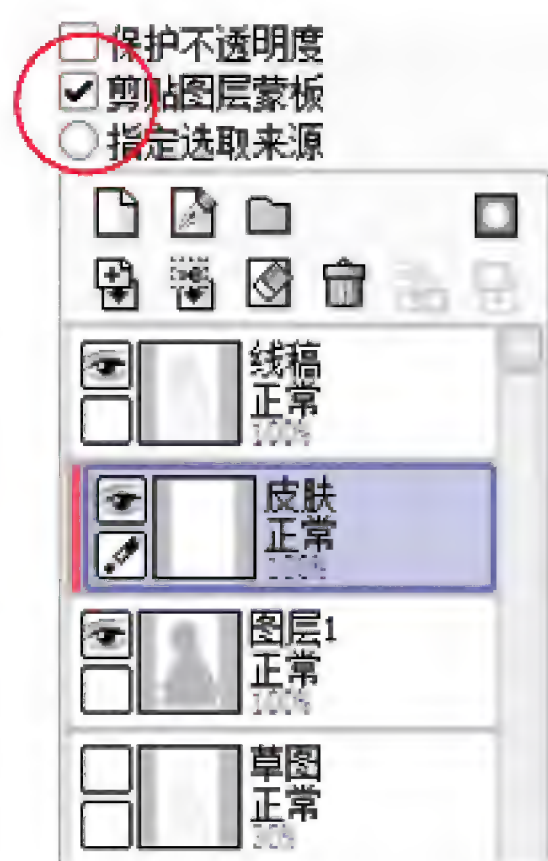 保护不透明度
剪贴图层蒙板
指定选取来源
线稿
正常
100%
皮肤
正常
图层1
正常
100%
草图
正常